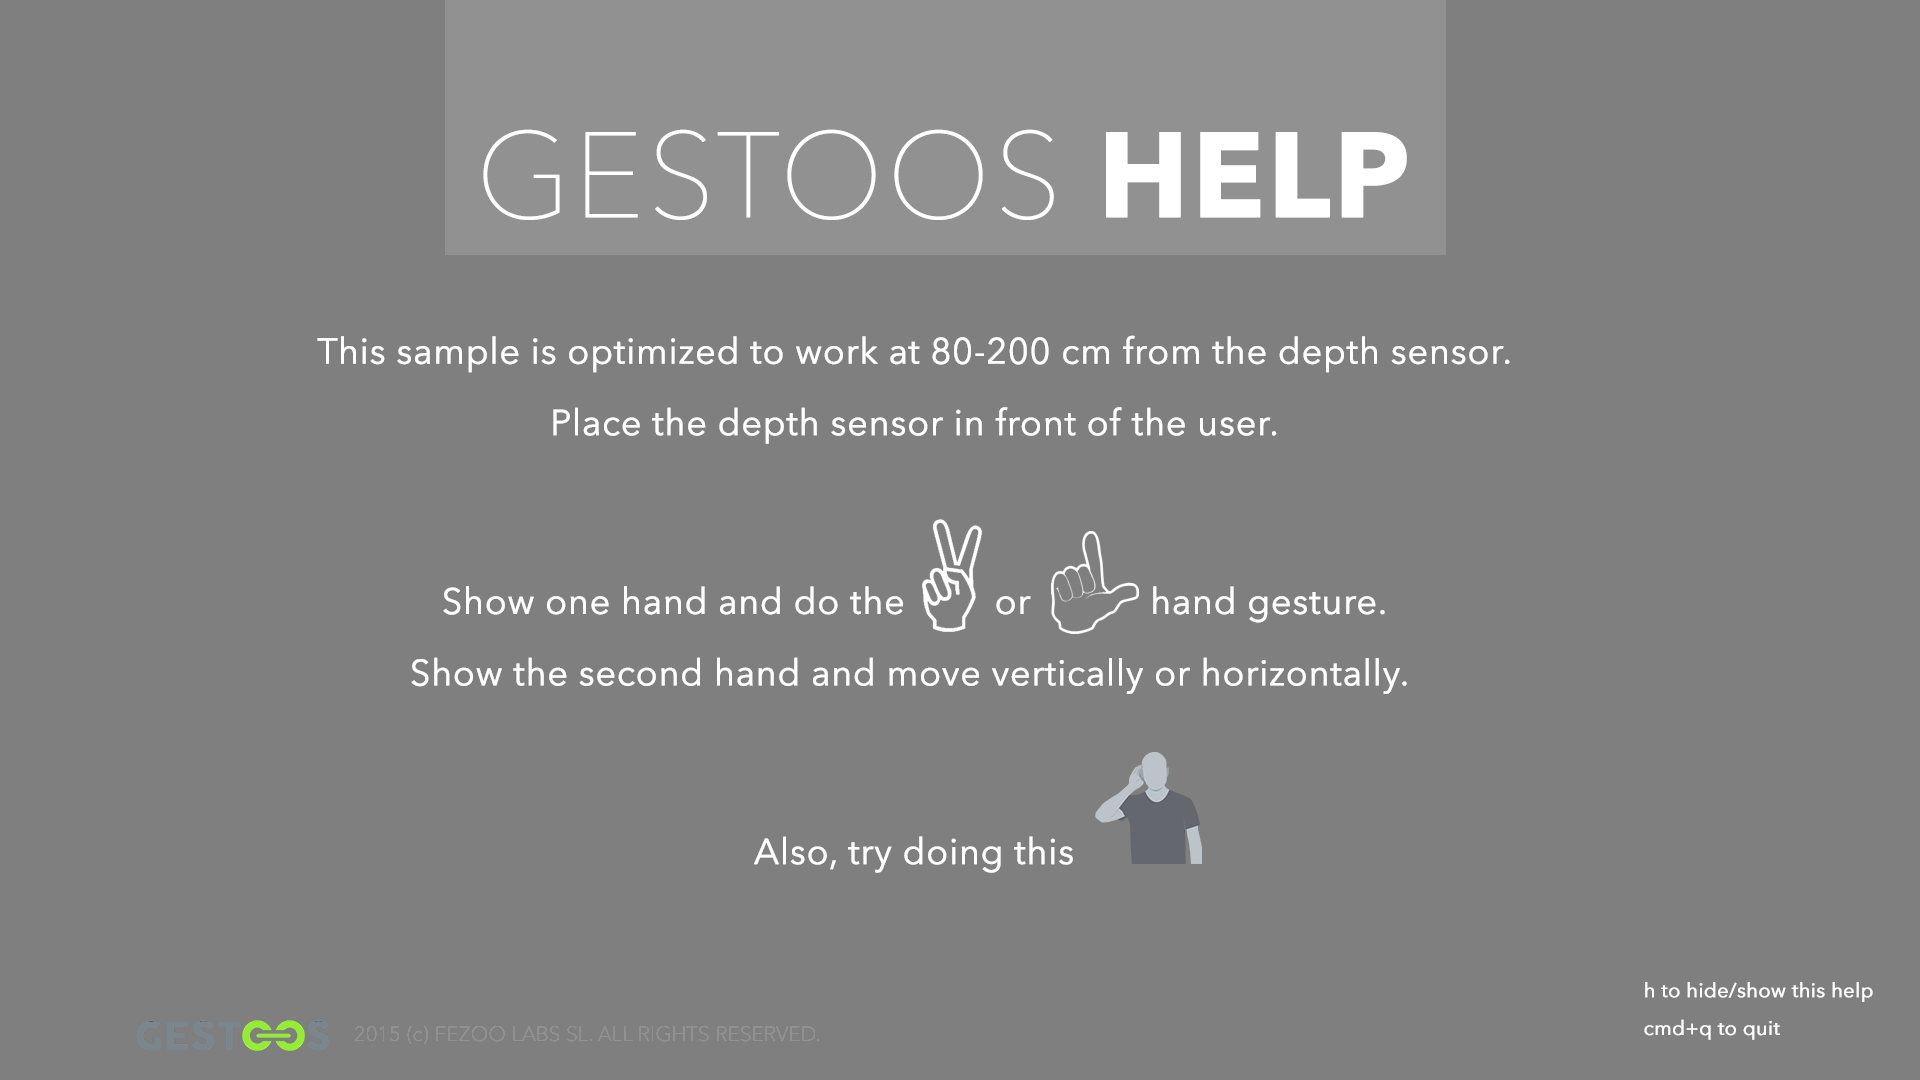 GESTOOS HELP
This sample is optimized to work at 80-200 cm from the depth sensor.
Place the depth sensor in front of the user.
Show one hand and do the or hand gesture.
Show the second hand and move vertically or horizontally.
Also, try doing this
h to hide/show this help
cmd+q to quit
GESTOOS 2015 (c) FEZOO LABS SL. ALL RIGHTS RESERVED.